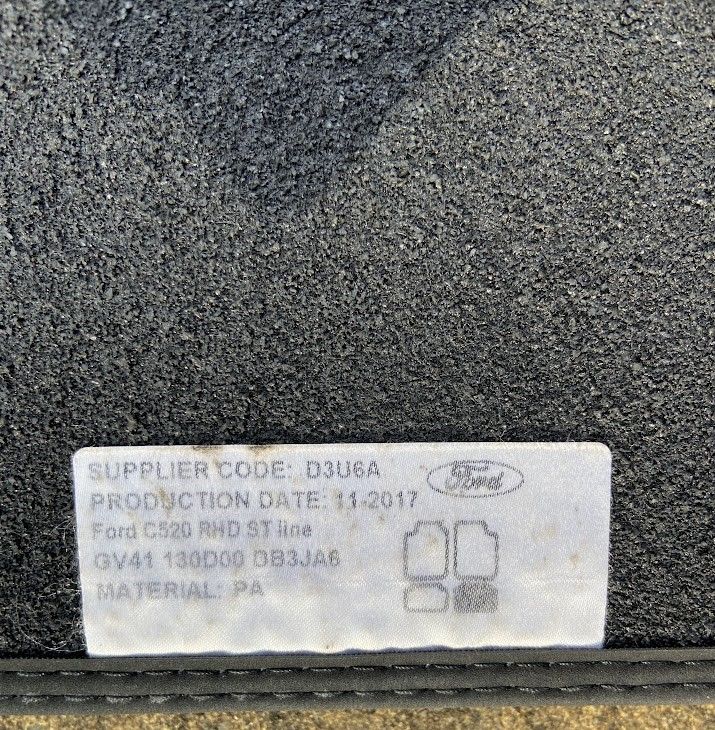 SUPPLIER CODE: D3U6A
Ford
PRODUCTION DATE: 11-2017
Ford C520 RHD ST line
GV41 130D00 DB3JA6
MATERIAL: PA